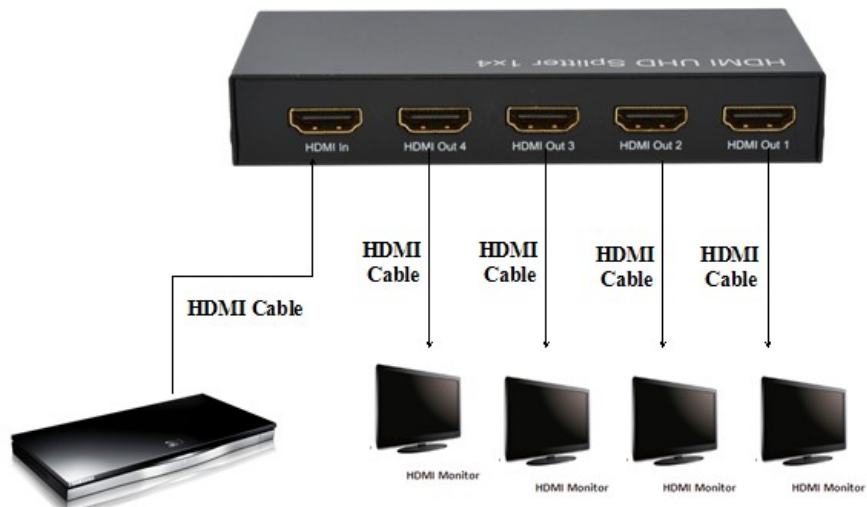 HDMI UHD Splitter 1x4
HDMI In
HDMI Out 4
HDMI Out 3
HDMI Out 2
HDMI Out 1
HDMI
Cable
HDMI
Cable
HDMI
Cable
HDMI
Cable
HDMI Cable
HDMI Monitor
HDMI Monitor
HDMI Monitor
HDMI Monitor